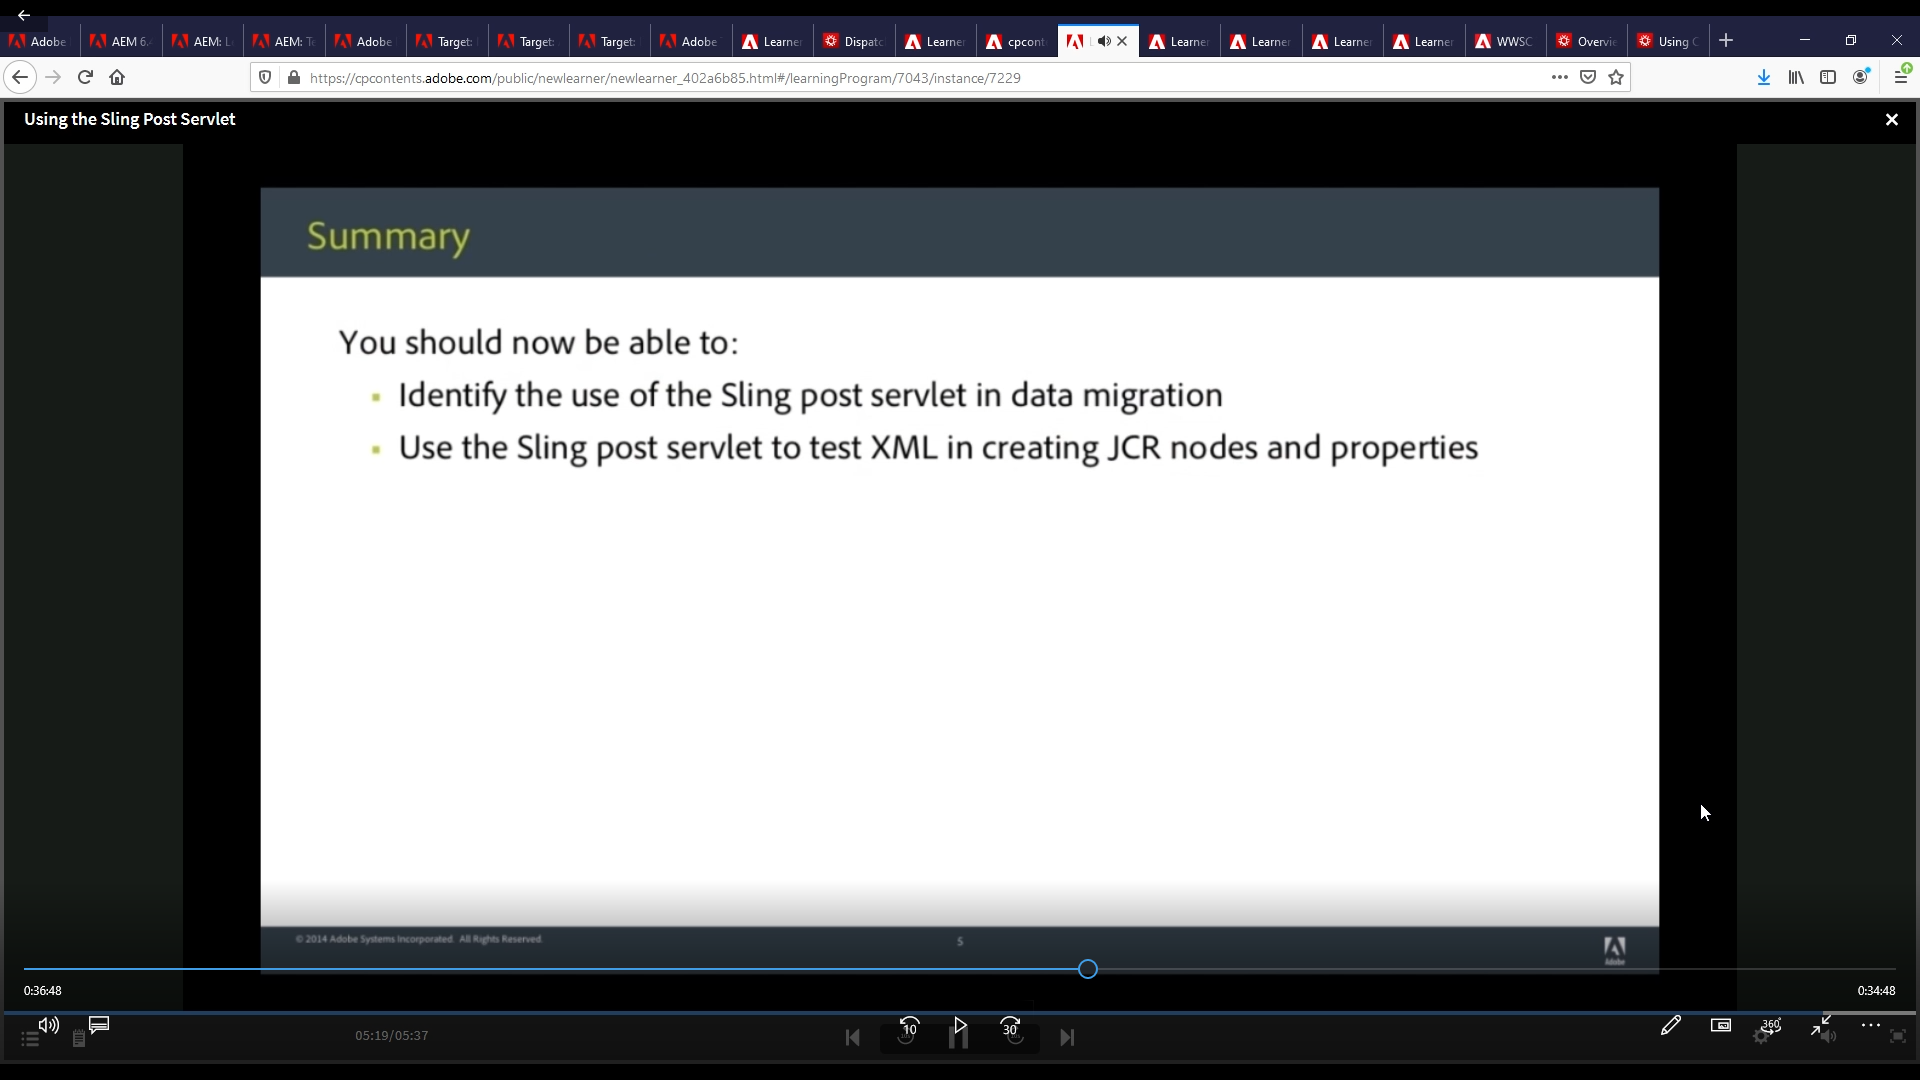 Adobe
AEM 6.
AEM: L
AEM: Te
Adobe
Target:
Target:
Target:
Adobe
Learner
Dispatc
Learner
cpconte
Learner
Learner
Learner
Learner
WWSC
Overvie
Using C
https://cpcontents.adobe.com/public/newlearner/newlearner_402a6b85.html#/learningProgram/7043/instance/7229
Using the Sling Post Servlet
Summary
You should now be able to:
Identify the use of the Sling post servlet in data migration
Use the Sling post servlet to test XML in creating JCR nodes and properties
© 2014 Adobe Systems Incorporated. All Rights Reserved.
5
Adobe
0:36:48
0:34:48
05:19/05:37
10
30
360